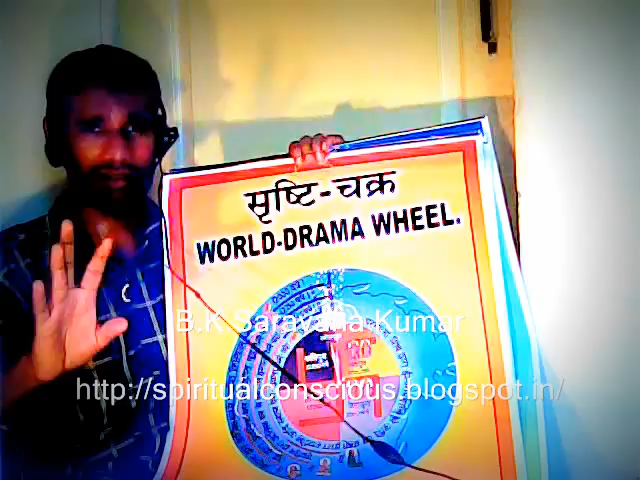 सृष्टि-चक्र
WORLD-DRAMA WHEEL.
B.K Saravana Kumar
http://spiritualconscious.blogspot.in/